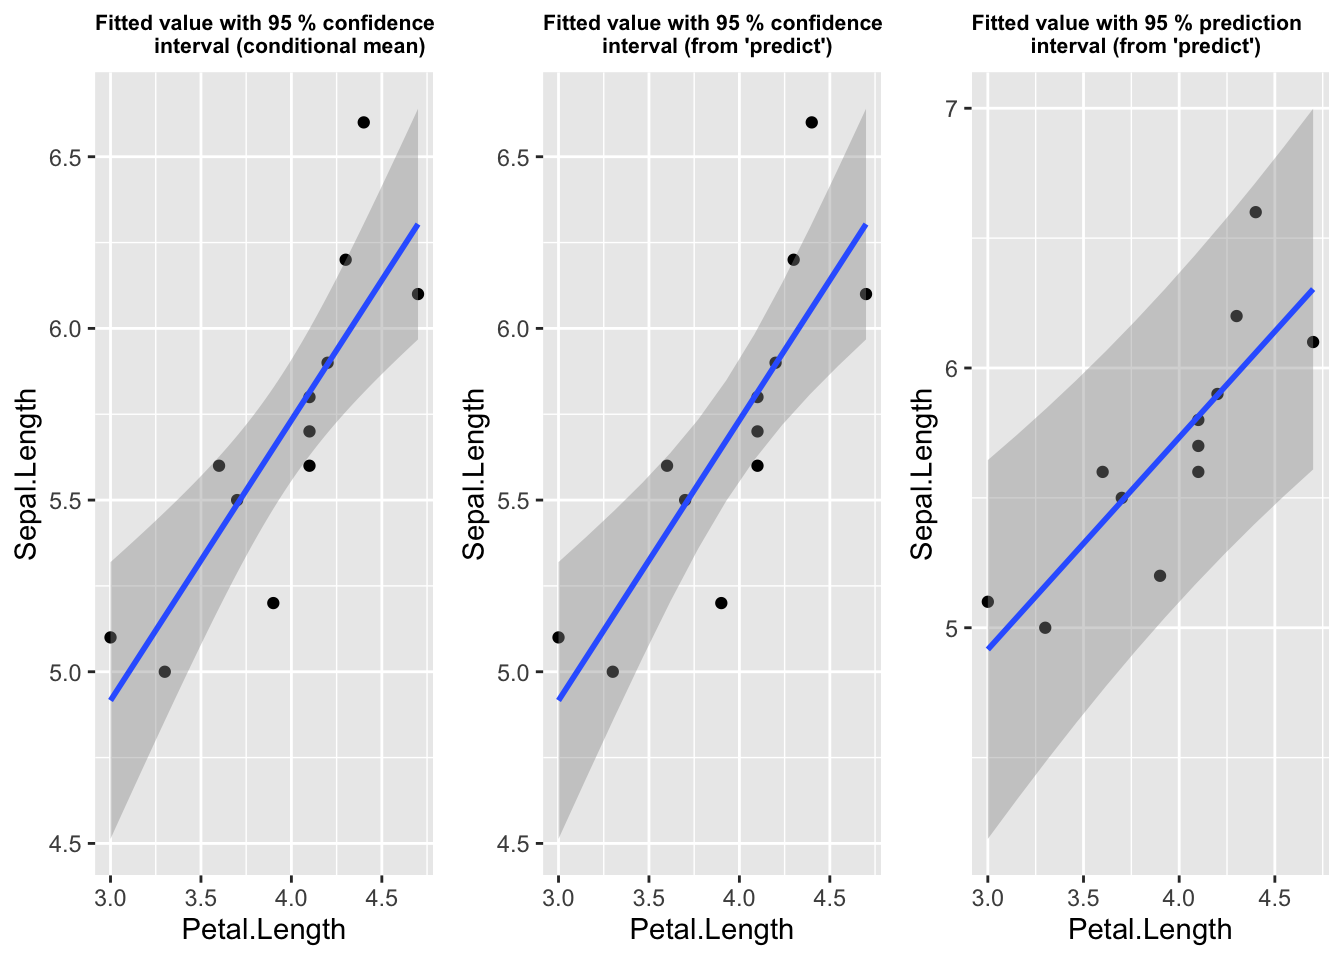 Fitted value with 95 % confidence
interval (conditional mean)
6.5
6.0
5.5
5.0
4.5
Sepal.Length
3.0 3.5 4.0 4.5
Petal.Length
Fitted value with 95 % confidence
interval (from 'predict')
6.5
6.0
5.5
5.0
4.5
Sepal.Length
3.0 3.5 4.0 4.5
Petal.Length
Fitted value with 95 % prediction
interval (from 'predict')
7
6
5
Sepal.Length
3.0 3.5 4.0 4.5
Petal.Length